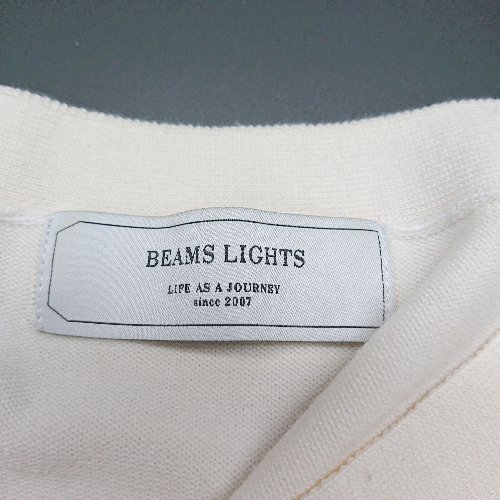 BEAMS LIGHTS
LIFE AS A JOURNEY
since 2007